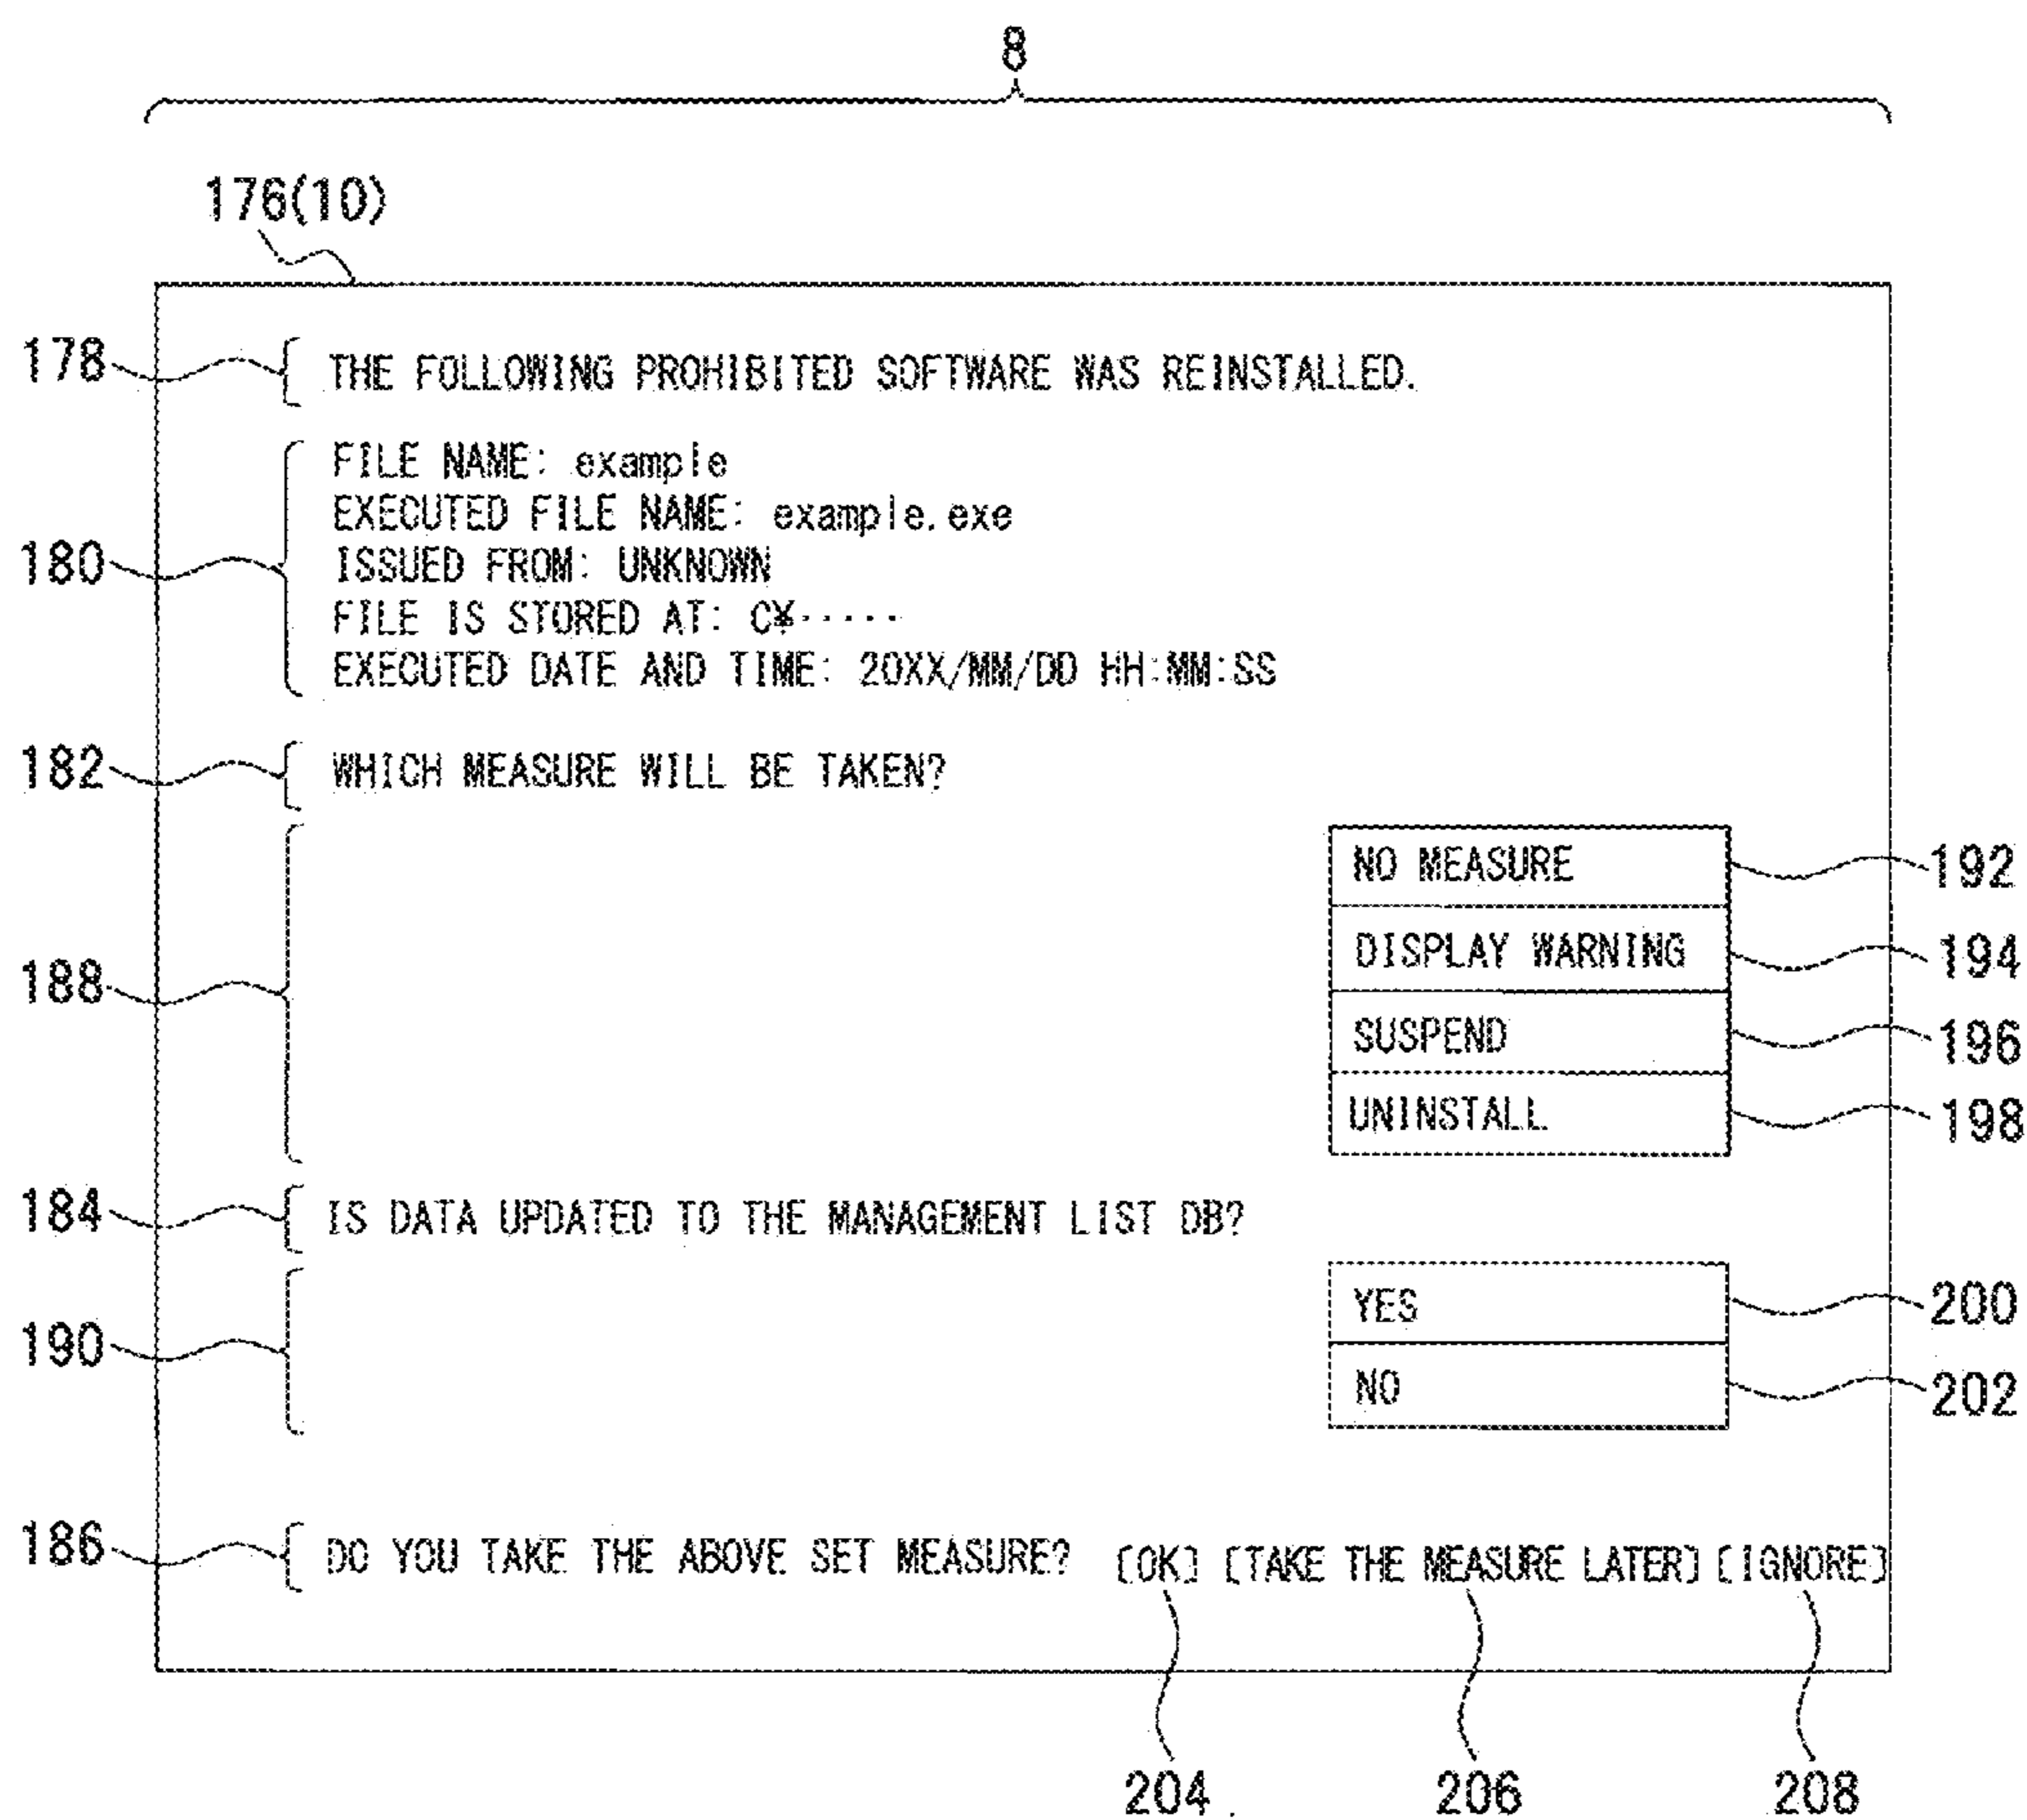 8
176(10)
178 THE FOLLOWING PROHIBITED SOFTWARE WAS REINSTALLED.
FILE NAME: example
EXECUTED FILE NAME: example.exe
180 ISSUED FROM: UNKNOWN
FILE IS STORED AT: C¥·····
EXECUTED DATE AND TIME: 20XX/MM/DD HH:MM:SS
182 WHICH MEASURE WILL BE TAKEN?
NO MEASURE 192
DISPLAY WARNING 194
188
SUSPEND 196
UNINSTALL 198
184 IS DATA UPDATED TO THE MANAGEMENT LIST DB?
YES 200
190
NO 202
186 DO YOU TAKE THE ABOVE SET MEASURE? [OK] [TAKE THE MEASURE LATER] [IGNORE]
204 206 208